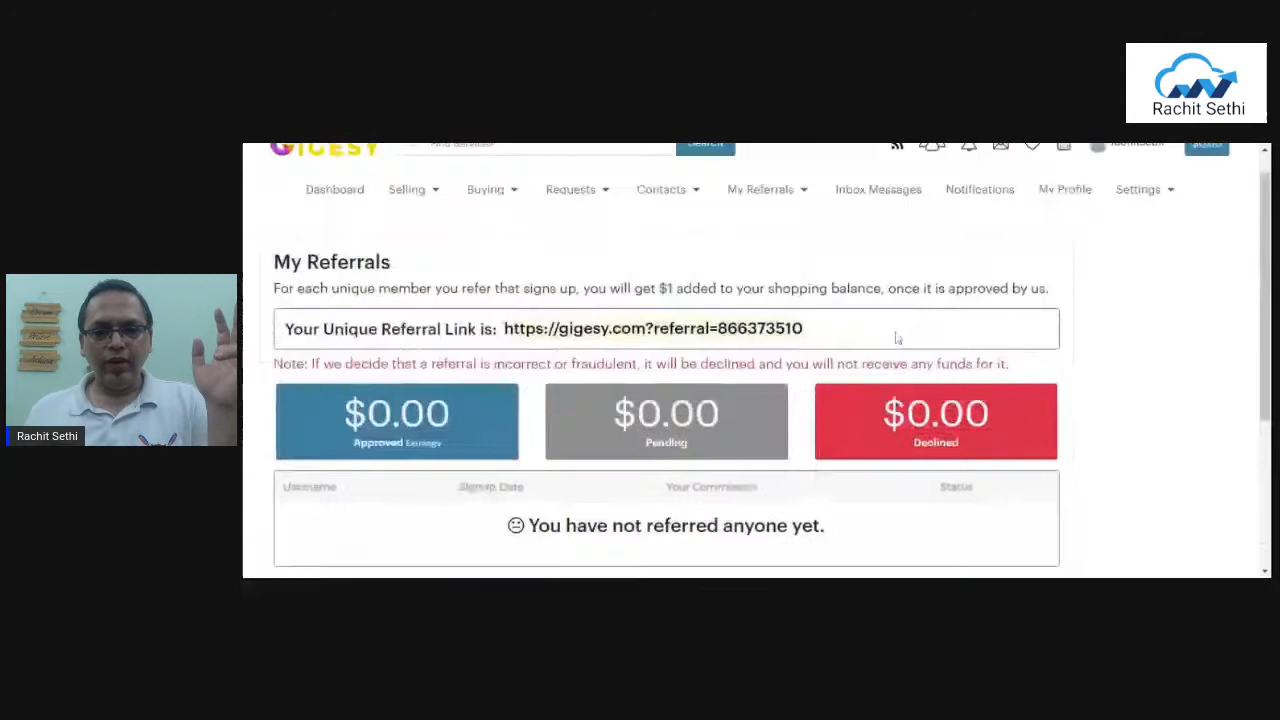 Rachit Sethi
GIGESY
Search
Dashboard Selling Buying Requests Contacts My Referrals Inbox Messages Notifications My Profile Settings
My Referrals
For each unique member you refer that signs up, you will get $1 added to your shopping balance, once it is approved by us.
Your Unique Referral Link is: https://gigesy.com?referral=866373510
Note: If we decide that a referral is incorrect or fraudulent, it will be declined and you will not receive any funds for it.
$0.00 $0.00 $0.00
Approved Earnings Pending Declined
Username Signup Date Your Commission Status
You have not referred anyone yet.
Rachit Sethi